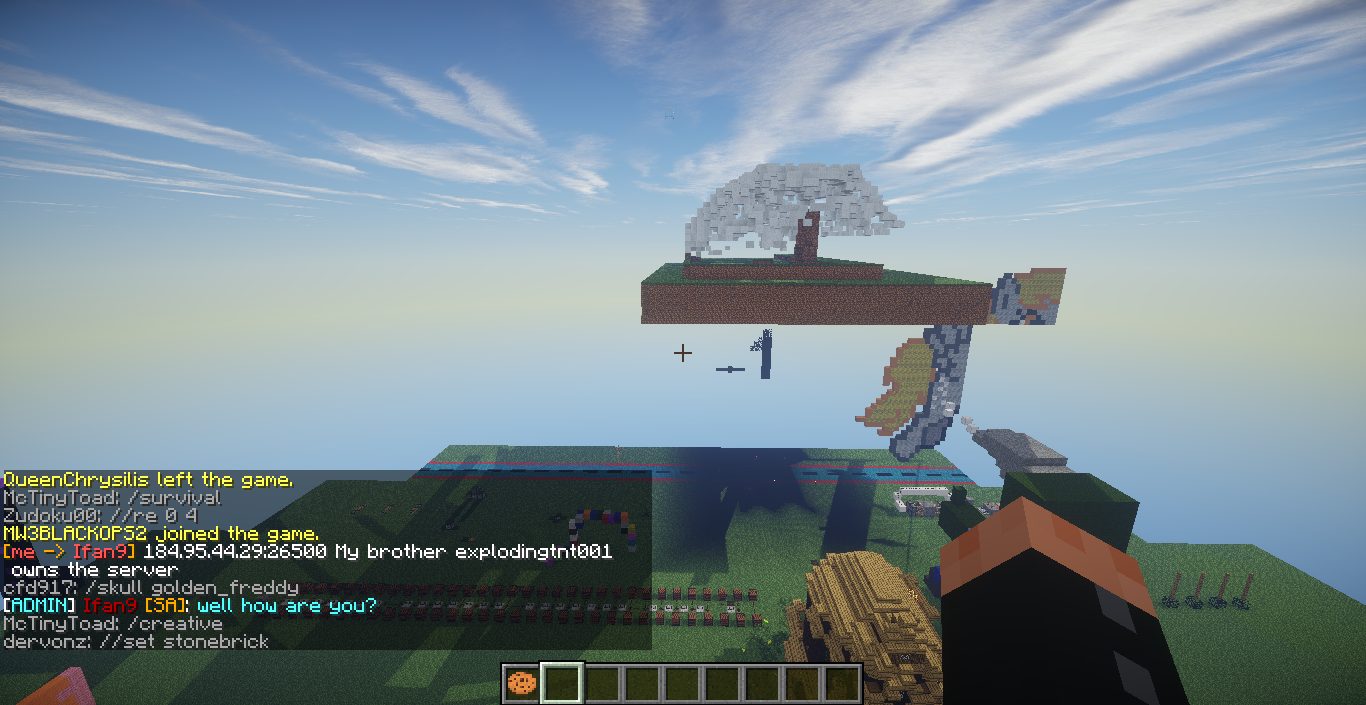 QueenChrysilis left the game.
McTinyToad: /survival
Zudoku00: //re 0 4
MW3BLACKOPS2 joined the game.
[me -> Ifan9] 184.95.44.29:26500 My brother explodingtnt001
owns the server
cfd917: /skull golden_freddy
[ADMIN] Ifan9 [SA]: well how are you?
McTinyToad: /creative
dervonz: //set stonebrick